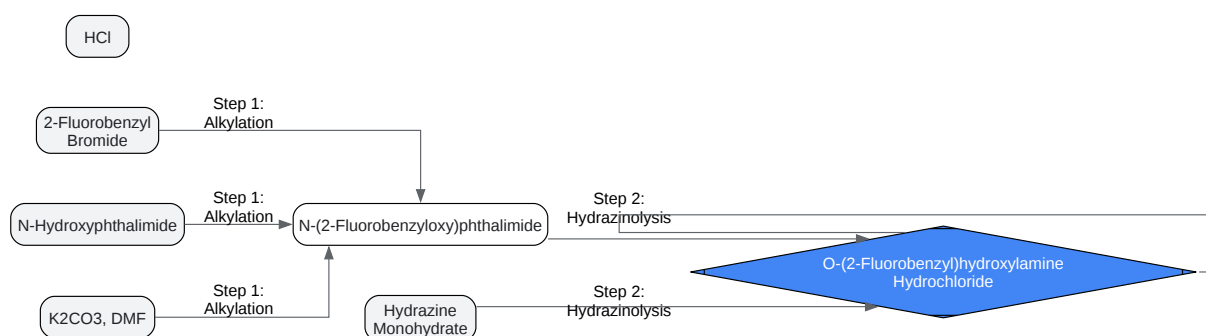 HCl
2-Fluorobenzyl
Bromide
Step 1:
Alkylation
N-Hydroxyphthalimide
Step 1:
Alkylation
N-(2-Fluorobenzyloxy)phthalimide
Step 2:
Hydrazinolysis
O-(2-Fluorobenzyl)hydroxylamine
Hydrochloride
K2CO3, DMF
Step 1:
Alkylation
Hydrazine
Monohydrate
Step 2:
Hydrazinolysis